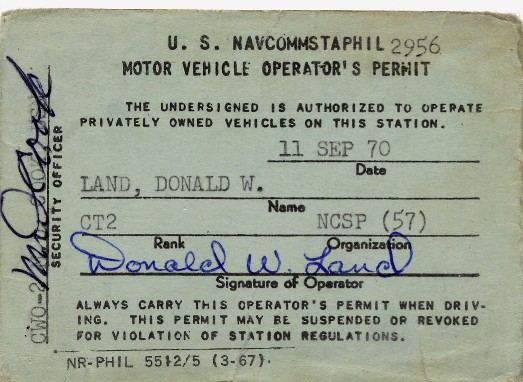 U. S. NAVCOMMSTAPHIL 2956
MOTOR VEHICLE OPERATOR'S PERMIT
THE UNDERSIGNED IS AUTHORIZED TO OPERATE
PRIVATELY OWNED VEHICLES ON THIS STATION.
11 SEP 70
Date
LAND, DONALD W.
Name
CT2 NCSP (57)
Rank Organization
Donald W. Land
Signature of Operator
ALWAYS CARRY THIS OPERATOR'S PERMIT WHEN DRIV-
ING. THIS PERMIT MAY BE SUSPENDED OR REVOKED
FOR VIOLATION OF STATION REGULATIONS.
NR-PHIL 5512/5 (3-67)
CWO-2
SECURITY OFFICER